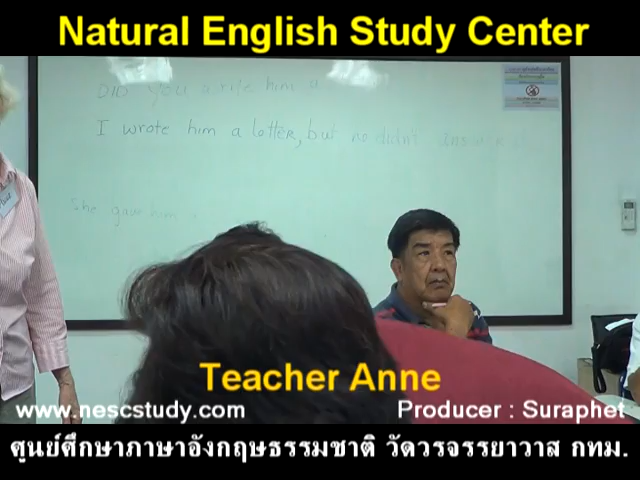 Natural English Study Center
DID you write him a
I wrote him a letter, but he didn't answer
She gave him
Teacher Anne
www.nescstudy.com
Producer : Suraphet
ศูนย์ศึกษาภาษาอังกฤษธรรมชาติ วัดวรจรรยาวาส กทม.